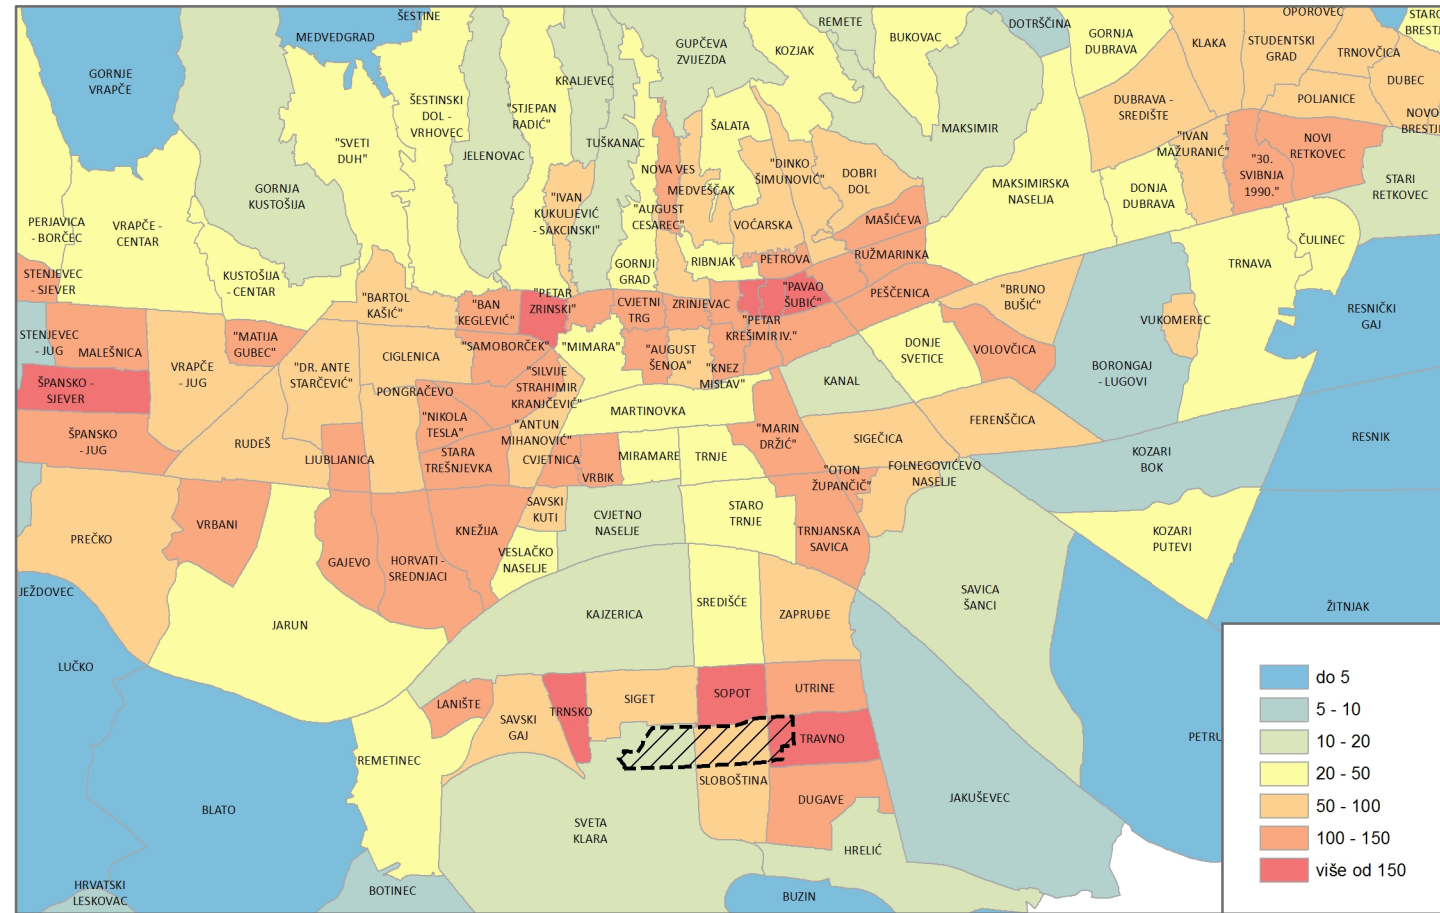 ŠESTINE
MEDVEDGRAD
GORNJE
VRAPČE
GUPČEVA
ZVIJEZDA
REMETE
KOZJAK
BUKOVAC
DOTRŠČINA
GORNJA
DUBRAVA
KLAKA
OPOROVEC
STUDENTSKI
GRAD
TRNOVČICA
STARO
BRESTJ
DUBEC
POLJANICE
NOVO
BRESTJ
KRALJEVEC
ŠESTINSKI
DOL -
VRHOVEC
"STJEPAN
RADIĆ"
TUŠKANAC
ŠALATA
MAKSIMIR
DUBRAVA -
SREDIŠTE
"IVAN
MAŽURANIĆ"
NOVI
RETKOVEC
"30.
SVIBNJA
1990."
STARI
RETKOVEC
"SVETI
DUH"
JELENOVAC
NOVA VES
MEDVEŠČAK
"DINKO
ŠIMUNOVIĆ"
DOBRI
DOL
MAKSIMIRSKA
NASELJA
DONJA
DUBRAVA
GORNJA
KUSTOŠIJA
"IVAN
KUKULJEVIĆ
- SAKCINSKI"
"AUGUST
CESAREC"
VOĆARSKA
MAŠIĆEVA
PERJAVICA
- BORČEC
VRAPČE -
CENTAR
ČULINEC
STENJEVEC
- SJEVER
KUSTOŠIJA
- CENTAR
GORNJI
GRAD
RIBNJAK
PETROVA
RUŽMARINKA
TRNAVA
"BARTOL
KAŠIĆ"
"BAN
KEGLEVIĆ"
"PETAR
ZRINSKI"
CVJETNI
TRG
ZRINJEVAC
"PAVAO
ŠUBIĆ"
PEŠČENICA
"BRUNO
BUŠIĆ"
VUKOMEREC
RESNIČKI
GAJ
STENJEVEC
- JUG
MALEŠNICA
"MATIJA
GUBEC"
CIGLENICA
"SAMOBORČEK"
"MIMARA"
"AUGUST
ŠENOA"
"PETAR
KREŠIMIR IV."
"KNEZ
MISLAV"
DONJE
SVETICE
VOLOVČICA
BORONGAJ
- LUGOVI
ŠPANSKO -
SJEVER
VRAPČE
- JUG
"DR. ANTE
STARČEVIĆ"
PONGRAČEVO
"SILVIJE
STRAHIMIR
KRANJČEVIĆ"
KANAL
MARTINOVKA
ŠPANSKO
- JUG
RUDEŠ
LJUBLJANICA
"NIKOLA
TESLA"
STARA
TREŠNJEVKA
"ANTUN
MIHANOVIĆ"
CVJETNICA
VRBIK
MIRAMARE
TRNJE
"MARIN
DRŽIĆ"
SIGEČICA
FERENŠČICA
KOZARI
BOK
RESNIK
"OTON
ŽUPANČIČ"
FOLNEGOVIĆEVO
NASELJE
PREČKO
VRBANI
GAJEVO
HORVATI -
SREDNJACI
KNEŽIJA
SAVSKI
KUTI
VESLAČKO
NASELJE
CVJETNO
NASELJE
STARO
TRNJE
TRNJANSKA
SAVICA
KOZARI
PUTEVI
JEŽDOVEC
JARUN
KAJZERICA
SREDIŠĆE
ZAPRUĐE
SAVICA
ŠANCI
ŽITNJAK
LUČKO
LANIŠTE
SAVSKI
GAJ
TRNSKO
SIGET
SOPOT
UTRINE
TRAVNO
PETRU
REMETINEC
BLATO
SLOBOŠTINA
DUGAVE
JAKUŠEVEC
SVETA
KLARA
HRELIĆ
HRVATSKI
LESKOVAC
BOTINEC
BUZIN
do 5
5 - 10
10 - 20
20 - 50
50 - 100
100 - 150
više od 150